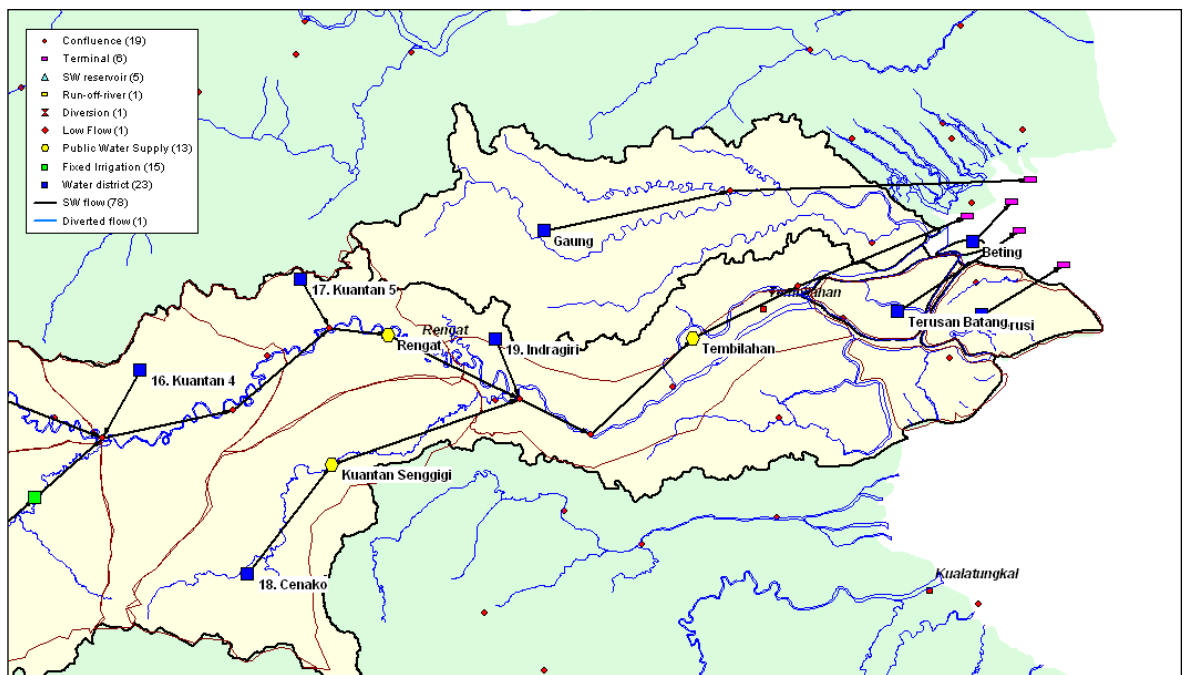 Confluence (19)
Terminal (6)
SW reservoir (5)
Run-off-river (1)
Diversion (1)
Low Flow (1)
Public Water Supply (13)
Fixed Irrigation (15)
Water district (23)
SW flow (78)
Diverted flow (1)
Gaung
Beting
17. Kuantan 5
Rengat
Rengat
19. Indragiri
Tembilahan
Terusan Batang
rusi
16. Kuantan 4
Kuantan Senggigi
18. Cenako
Kualatungkal